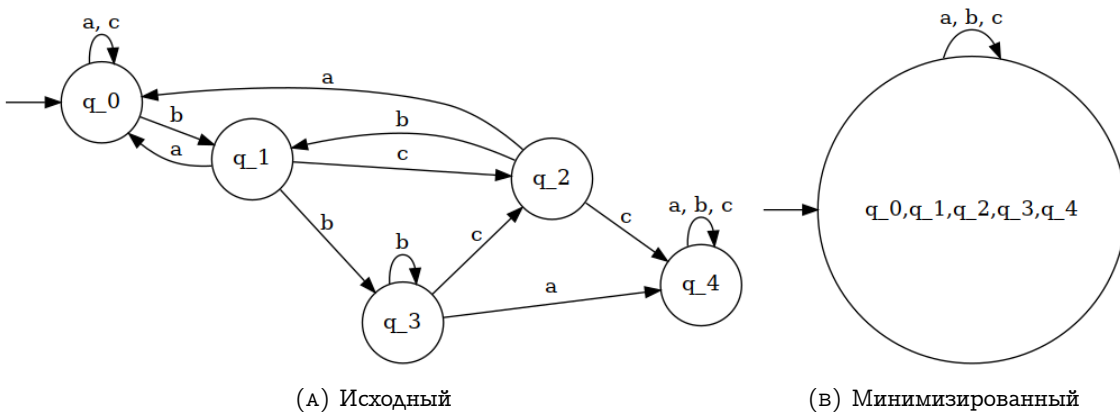 a, c
q_0
b
a
q_1
a
b
c
q_2
b
c
b
q_3
c
a
a, b, c
q_4
(A) Исходный
a, b, c
q_0,q_1,q_2,q_3,q_4
(B) Минимизированный